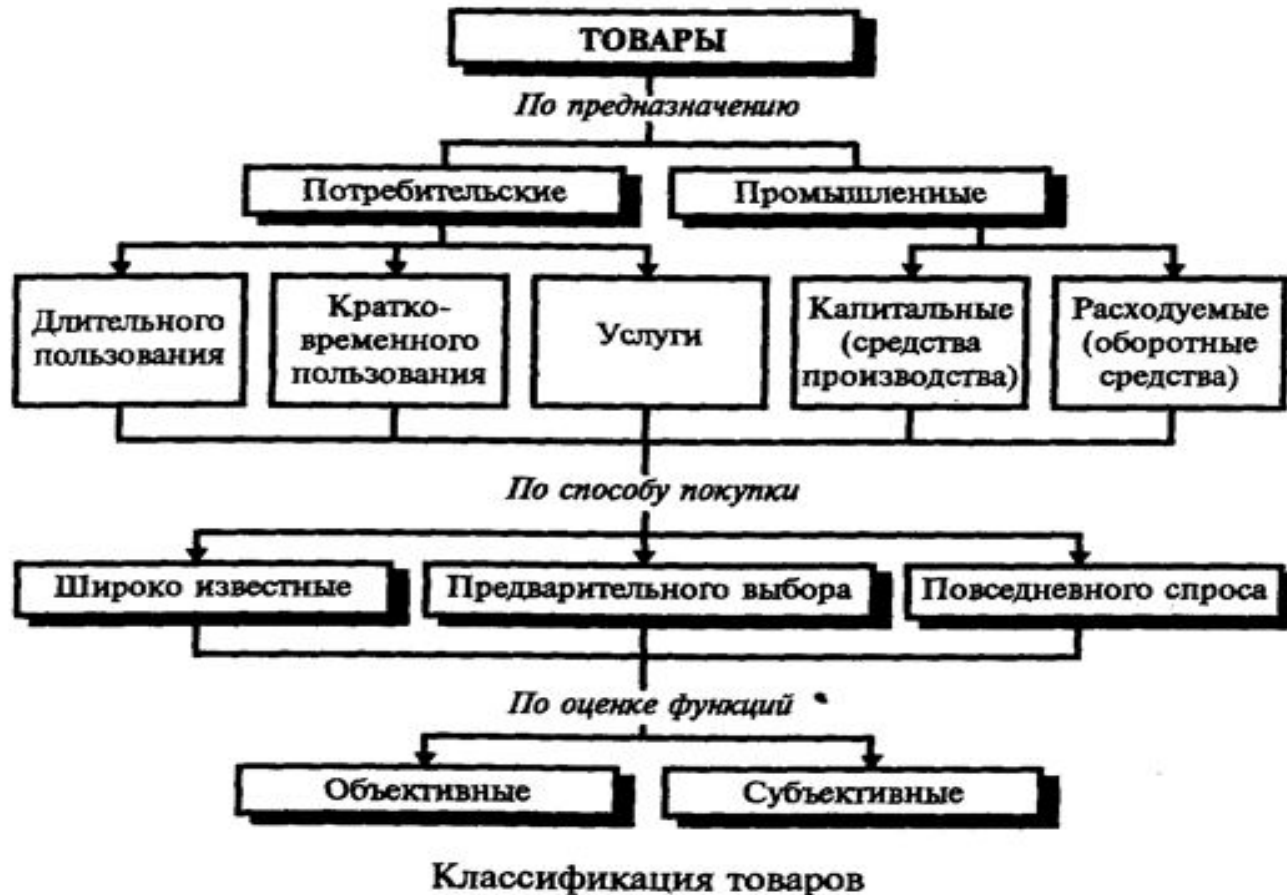 ТОВАРЫ
По предназначению
Потребительские
Промышленные
Длительного
пользования
Кратко-
временного
пользования
Услуги
Капитальные
(средства
производства)
Расходуемые
(оборотные
средства)
По способу покупки
Широко известные
Предварительного выбора
Повседневного спроса
По оценке функций
Объективные
Субъективные
Классификация товаров